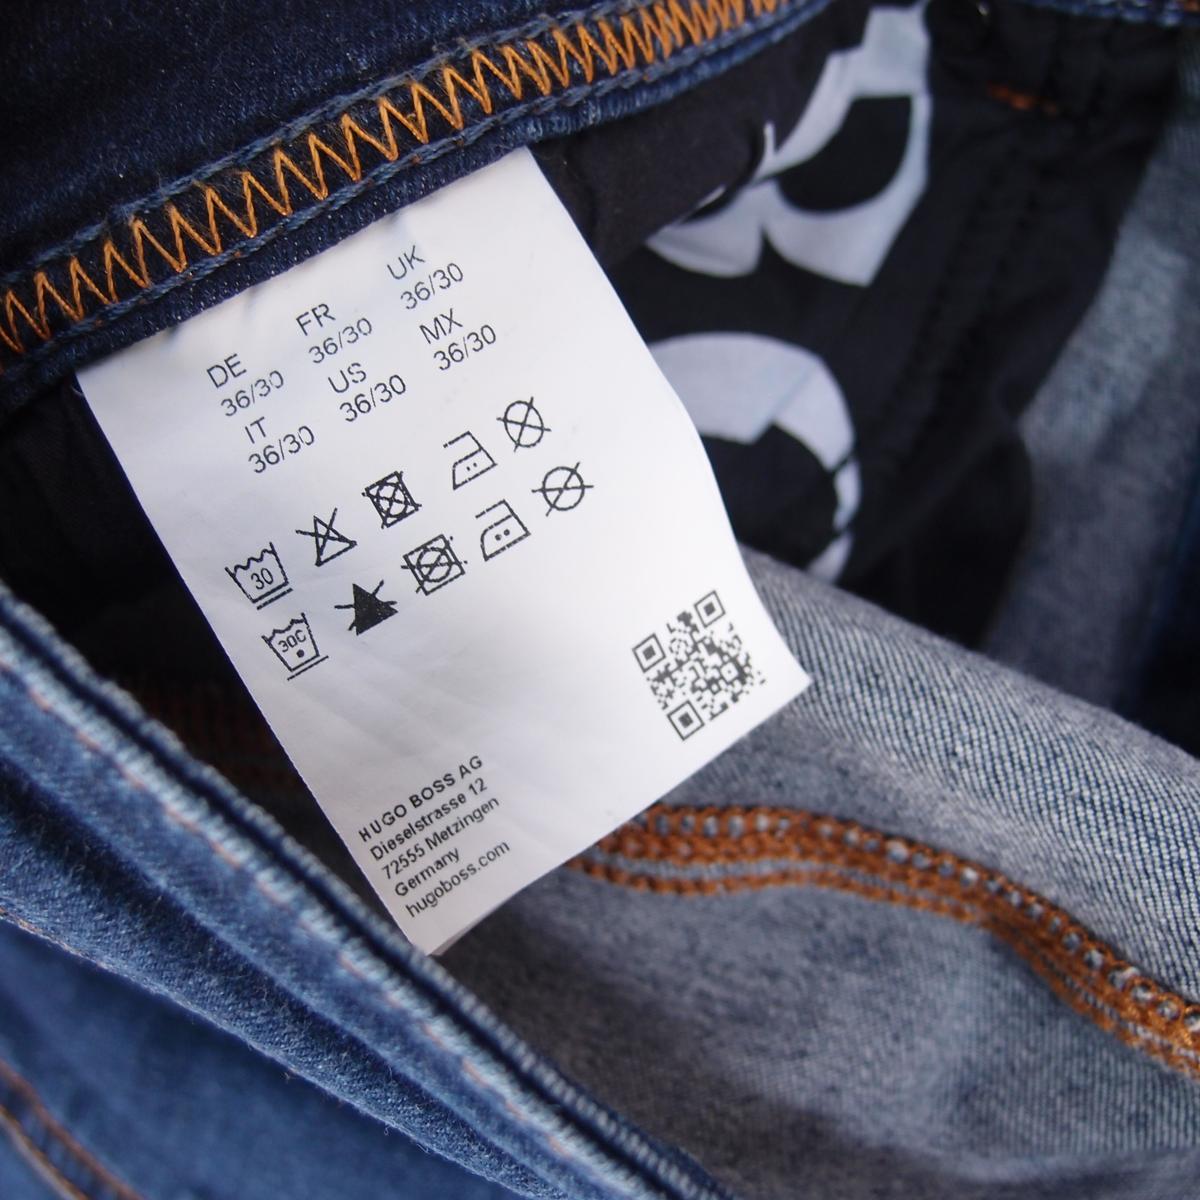 DE FR UK
36/30 36/30 36/30
IT US MX
36/30 36/30 36/30
30
30C
HUGO BOSS AG
Dieselstrasse 12
72555 Metzingen
Germany
hugoboss.com